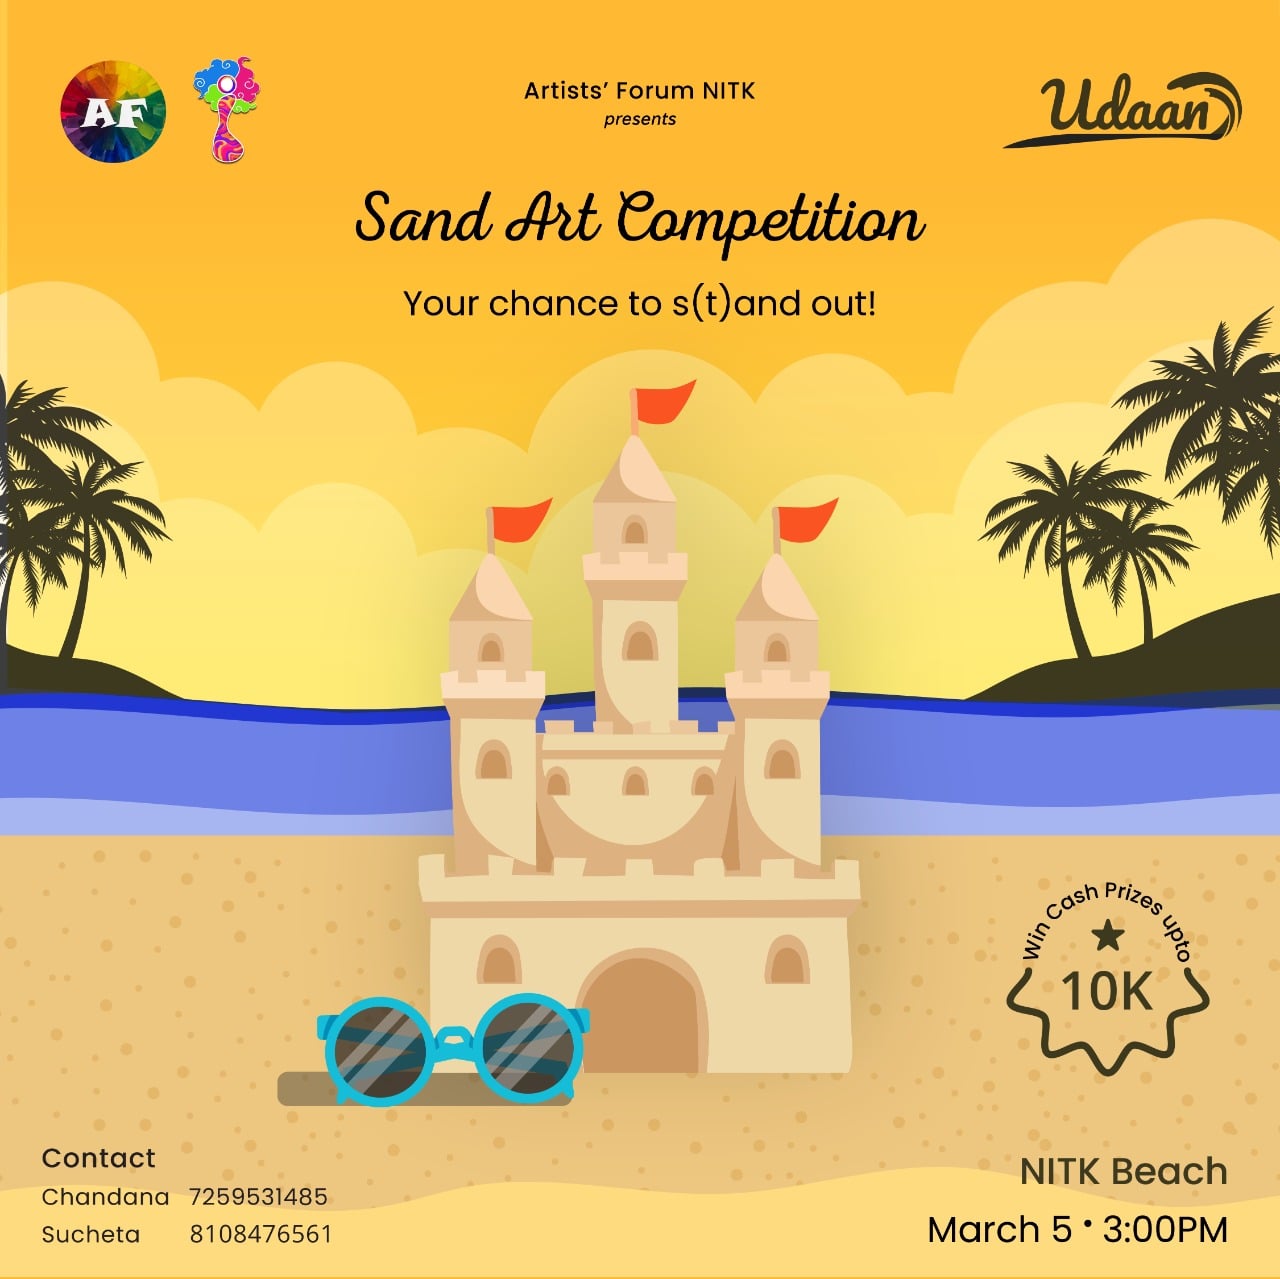 AF
Artists’ Forum NITK
presents
Udaan
Sand Art Competition
Your chance to s(t)and out!
Win Cash Prizes upto
10K
Contact
Chandana 7259531485
Sucheta 8108476561
NITK Beach
March 5 • 3:00PM